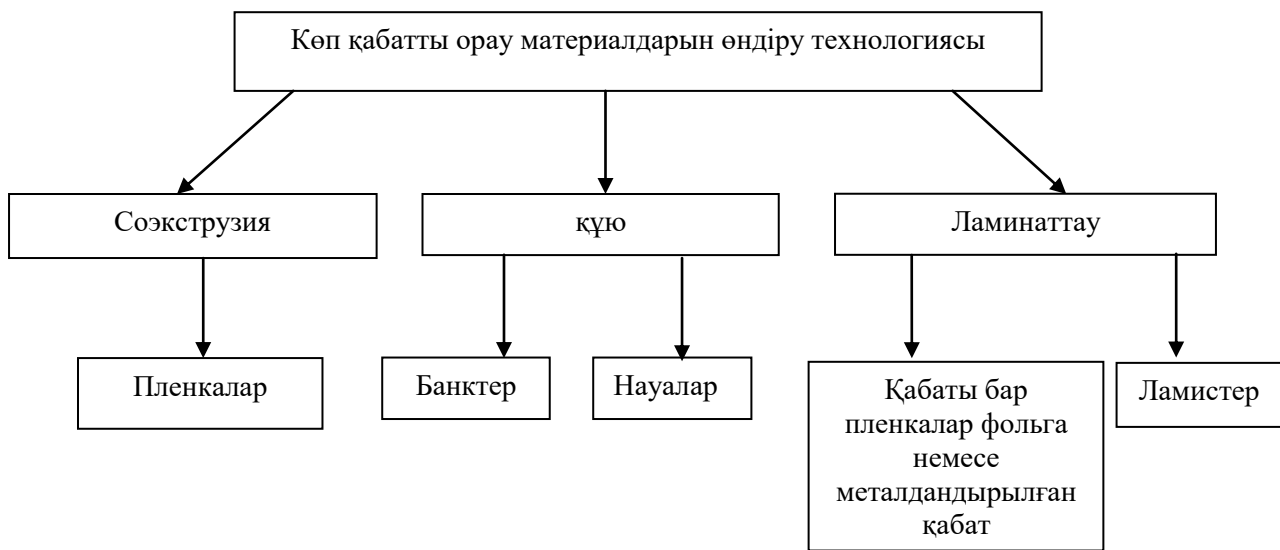 Көп қабатты орау материалдарын өндіру технологиясы
Соэкструзия
құю
Ламинаттау
Пленкалар
Банктер
Науалар
Қабаты бар
пленкалар фольга
немесе
металдандырылған
қабат
Ламистер